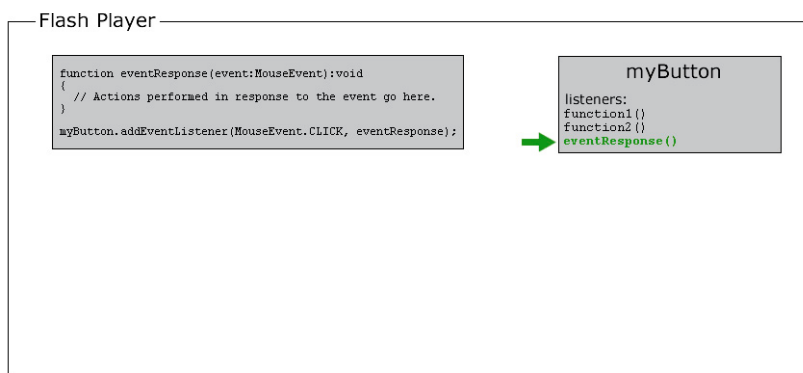 Flash Player
function eventResponse(event:MouseEvent):void
{
// Actions performed in response to the event go here.
}
myButton.addEventListener(MouseEvent.CLICK, eventResponse);
myButton
listeners:
function1()
function2()
eventResponse()